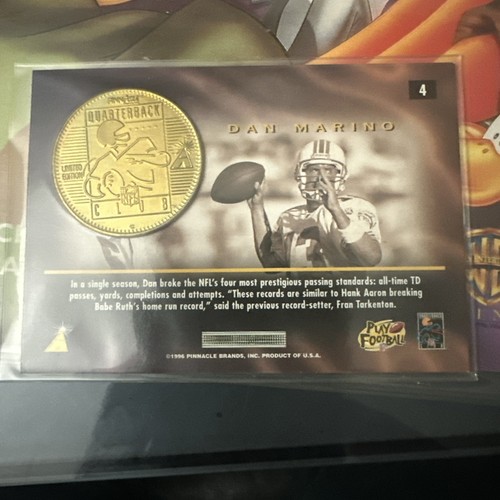 4
PINNACLE
QUARTERBACK
LIMITED
EDITION
CLUB
DAN MARINO
In a single season, Dan broke the NFL's four most prestigious passing standards: all-time TD
passes, yards, completions and attempts. "These records are similar to Hank Aaron breaking
Babe Ruth's home run record," said the previous record-setter, Fran Tarkenton.
PLAY
FOOTBALL
©1996 PINNACLE BRANDS, INC. PRODUCT OF U.S.A.